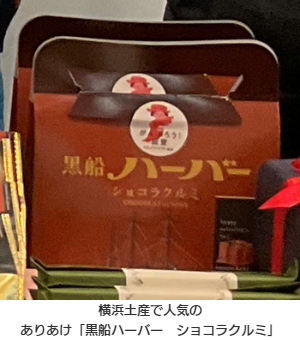 黒船ハーバー
ショコラクルミ
横浜土産で人気の
ありあけ「黒船ハーバー　ショコラクルミ」